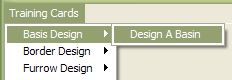 Training Cards
Basis Design
Design A Basin
Border Design
Furrow Design